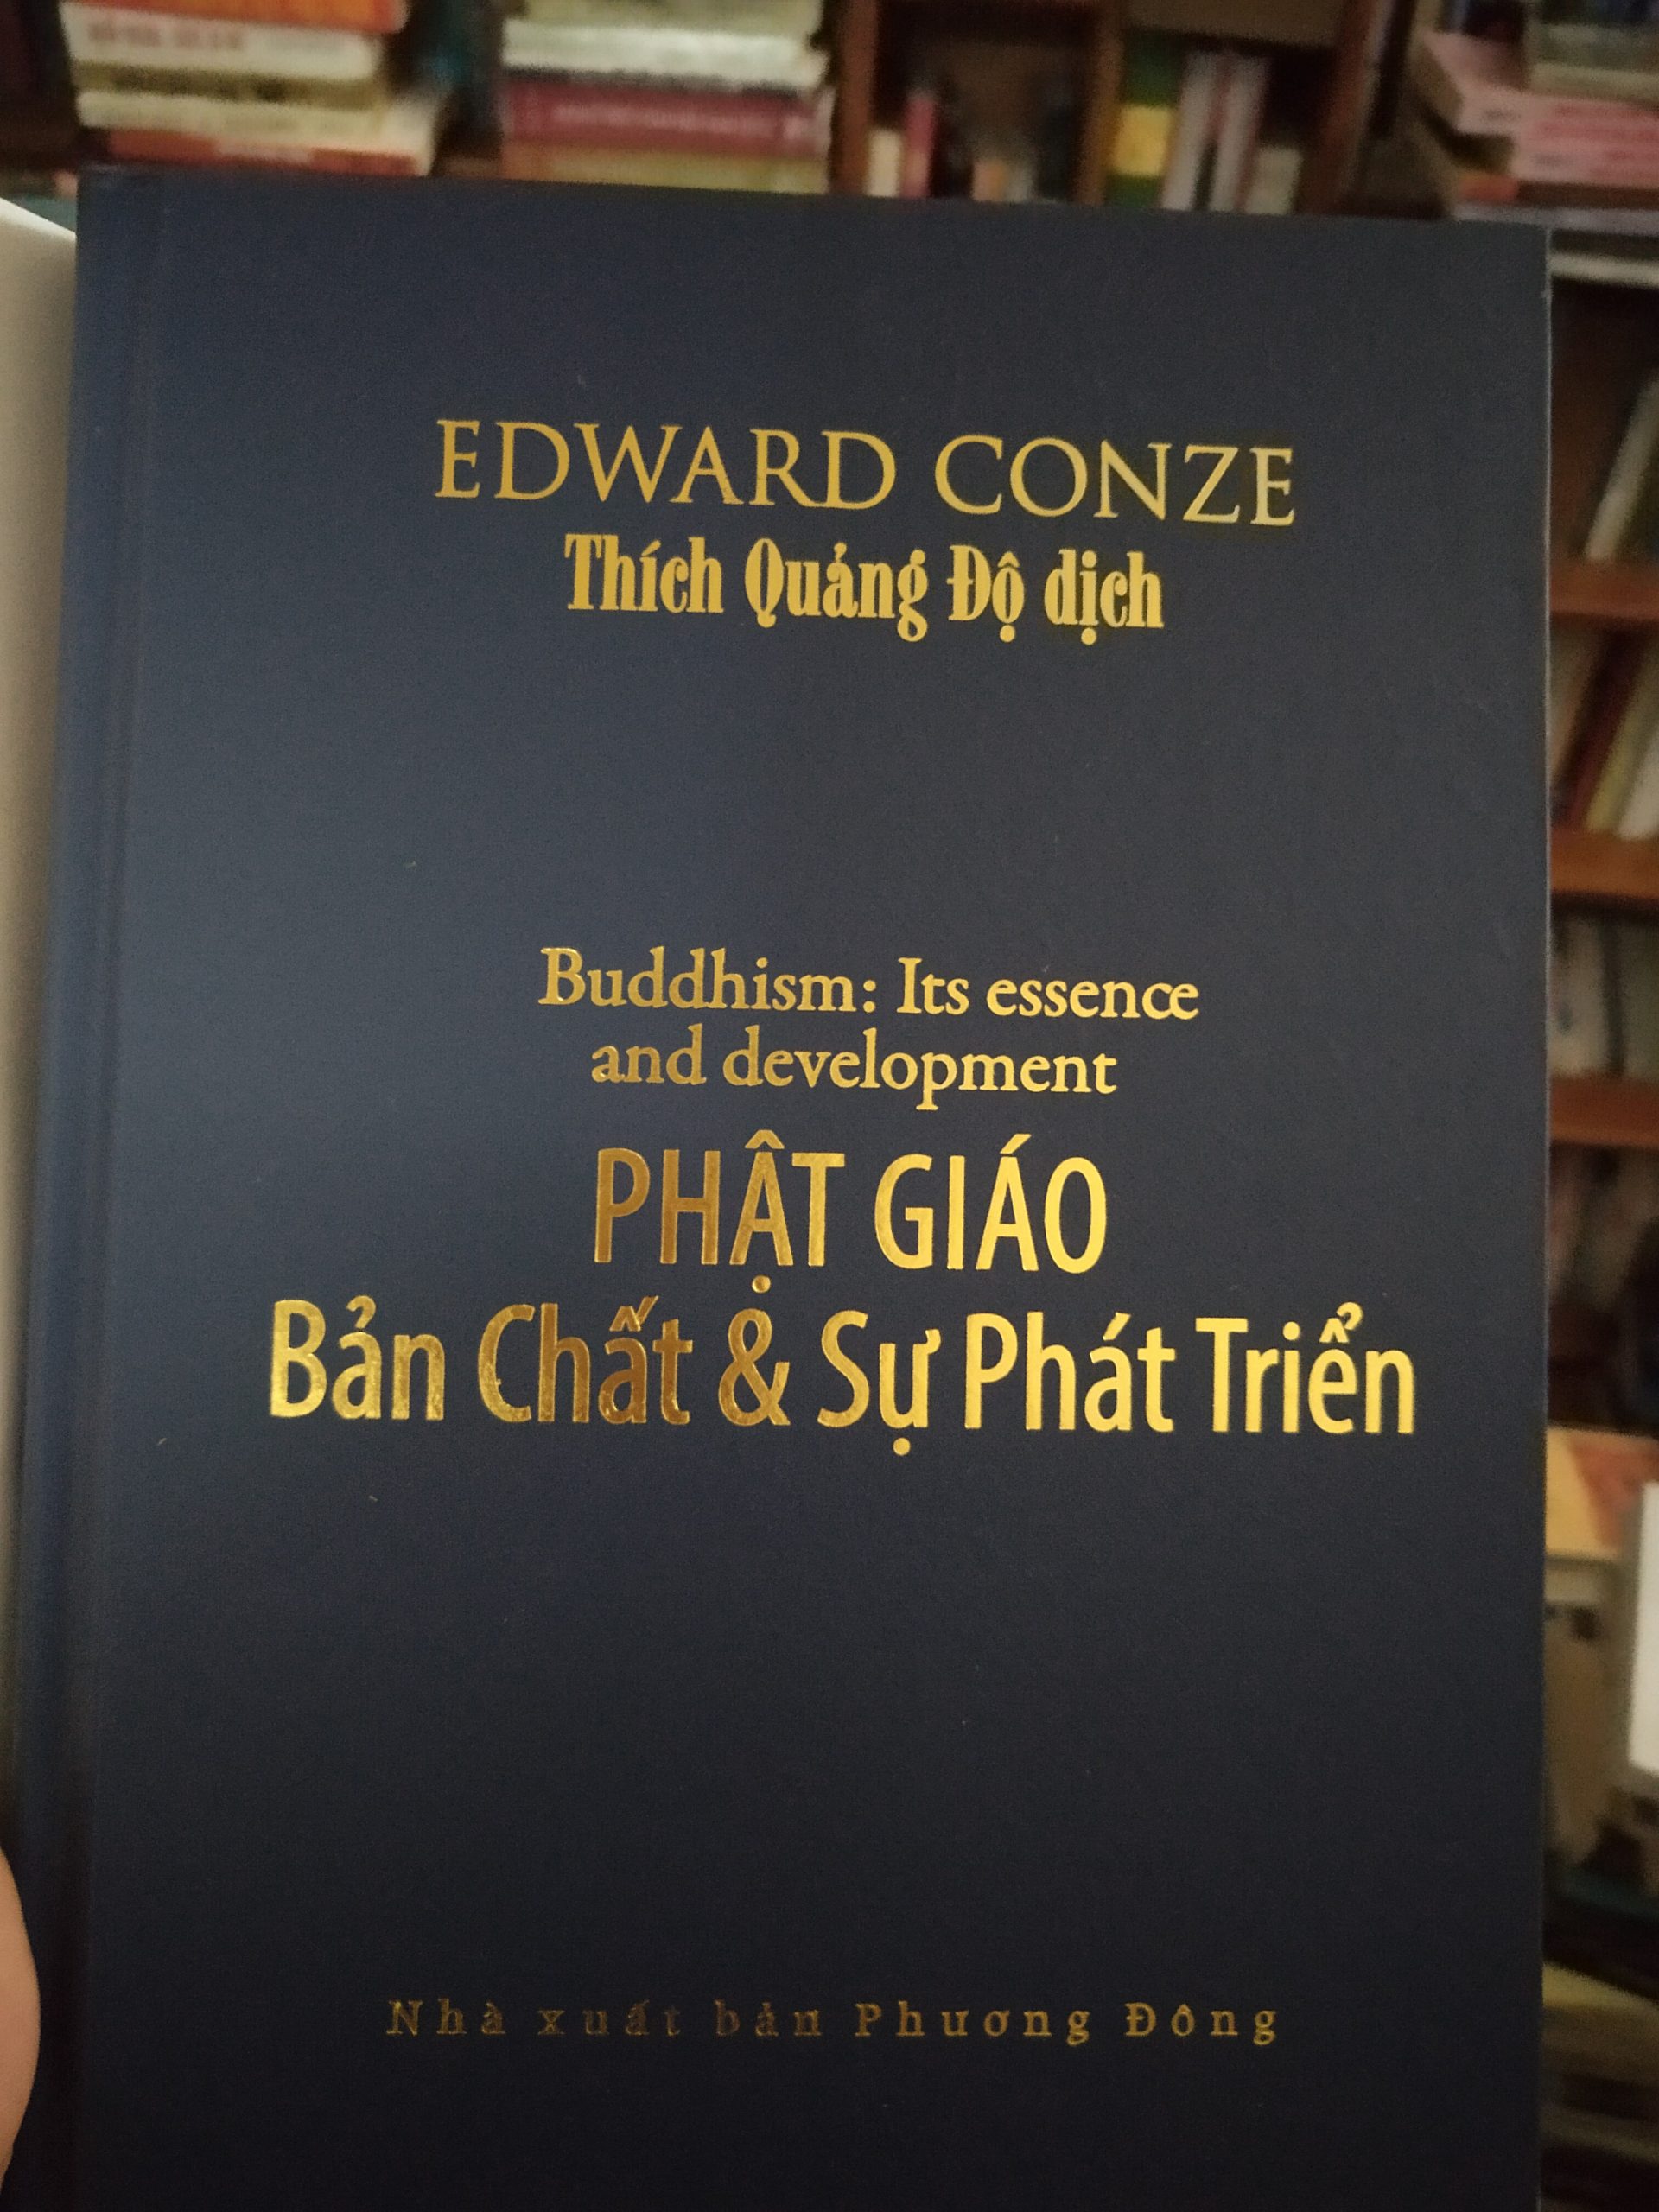 EDWARD CONZE
Thích Quảng Độ dịch
Buddhism: Its essence
and development
PHẬT GIÁO
Bản Chất & Sự Phát Triển
Nhà xuất bản Phương Đông